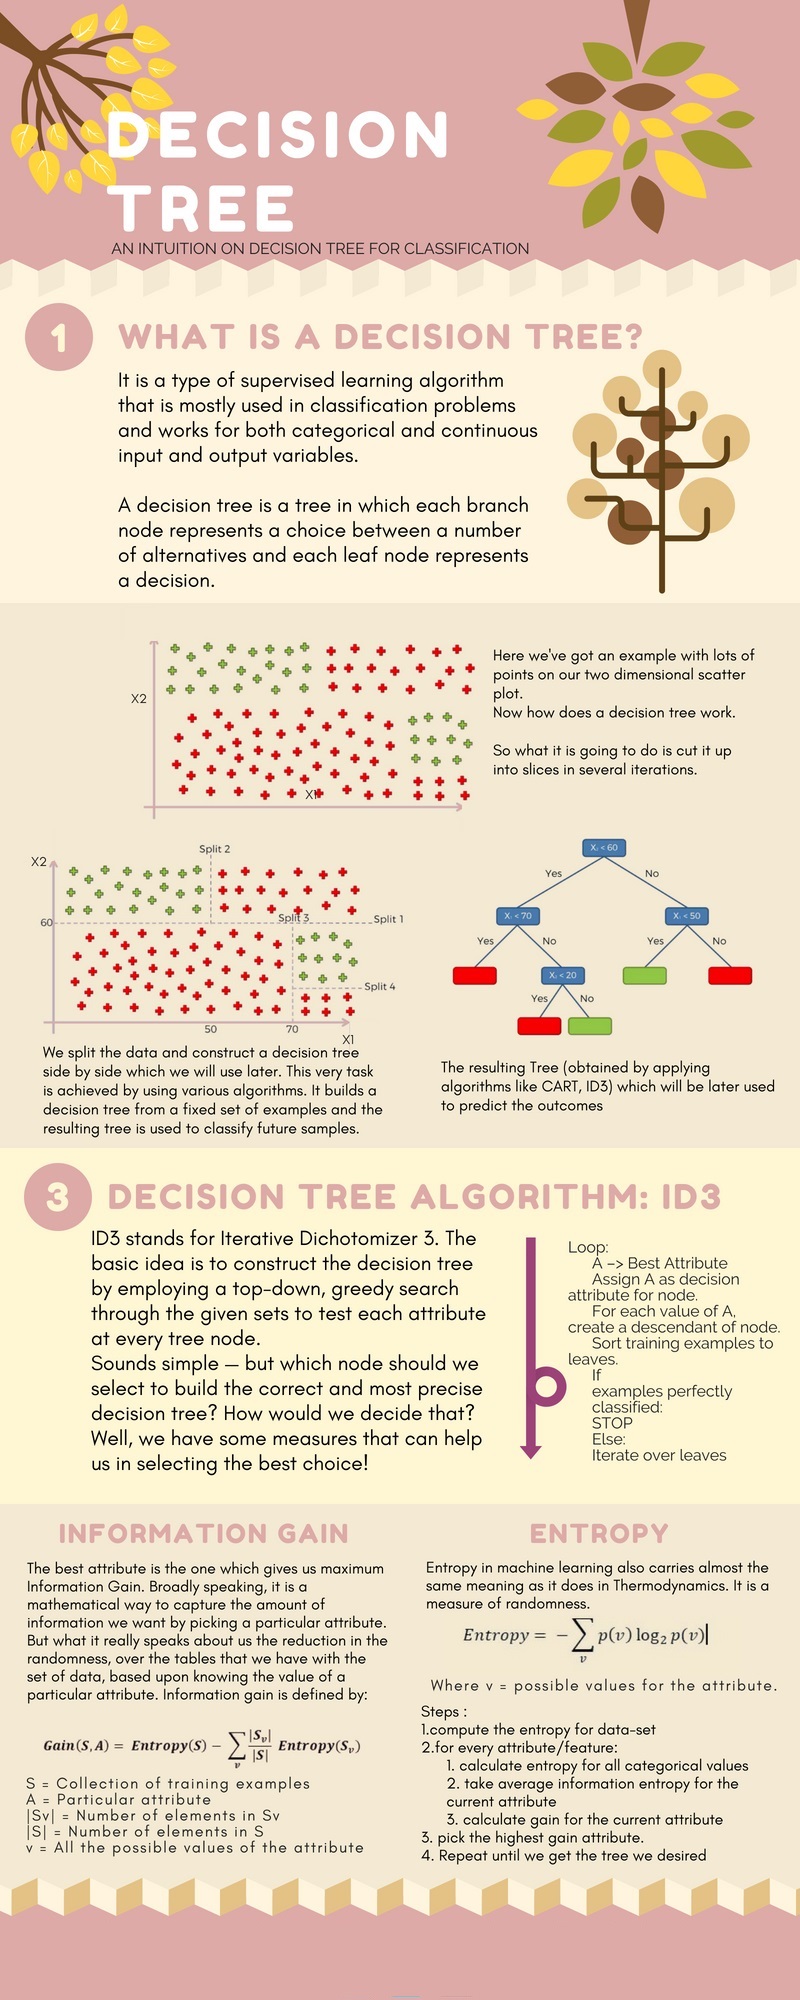 DECISION
TREE
AN INTUITION ON DECISION TREE FOR CLASSIFICATION
1
WHAT IS A DECISION TREE?
It is a type of supervised learning algorithm
that is mostly used in classification problems
and works for both categorical and continuous
input and output variables.
A decision tree is a tree in which each branch
node represents a choice between a number
of alternatives and each leaf node represents
a decision.
X2
X1
Here we've got an example with lots of
points on our two dimensional scatter
plot.
Now how does a decision tree work.
So what it is going to do is cut it up
into slices in several iterations.
X2
Split 2
60
Split 3
Split 1
Split 4
50
70
X1
We split the data and construct a decision tree
side by side which we will use later. This very task
is achieved by using various algorithms. It builds a
decision tree from a fixed set of examples and the
resulting tree is used to classify future samples.
X₂ < 60
Yes
No
X₁ < 70
X₁ < 50
Yes
No
Yes
No
X₂ < 20
Yes
No
The resulting Tree (obtained by applying
algorithms like CART, ID3) which will be later used
to predict the outcomes
3
DECISION TREE ALGORITHM: ID3
ID3 stands for Iterative Dichotomizer 3. The
basic idea is to construct the decision tree
by employing a top-down, greedy search
through the given sets to test each attribute
at every tree node.
Sounds simple — but which node should we
select to build the correct and most precise
decision tree? How would we decide that?
Well, we have some measures that can help
us in selecting the best choice!
Loop:
A –> Best Attribute
Assign A as decision
attribute for node.
For each value of A,
create a descendant of node.
Sort training examples to
leaves.
If
examples perfectly
classified:
STOP
Else:
Iterate over leaves
INFORMATION GAIN
The best attribute is the one which gives us maximum
Information Gain. Broadly speaking, it is a
mathematical way to capture the amount of
information we want by picking a particular attribute.
But what it really speaks about us the reduction in the
randomness, over the tables that we have with the
set of data, based upon knowing the value of a
particular attribute. Information gain is defined by:
Gain(S,A) = Entropy(S) − ∑v |Sv|/|S| Entropy(Sv)
S = Collection of training examples
A = Particular attribute
|Sv| = Number of elements in Sv
|S| = Number of elements in S
v = All the possible values of the attribute
ENTROPY
Entropy in machine learning also carries almost the
same meaning as it does in Thermodynamics. It is a
measure of randomness.
Entropy = −∑v p(v) log₂ p(v)|
Where v = possible values for the attribute.
Steps :
1.compute the entropy for data-set
2.for every attribute/feature:
1. calculate entropy for all categorical values
2. take average information entropy for the
current attribute
3. calculate gain for the current attribute
3. pick the highest gain attribute.
4. Repeat until we get the tree we desired